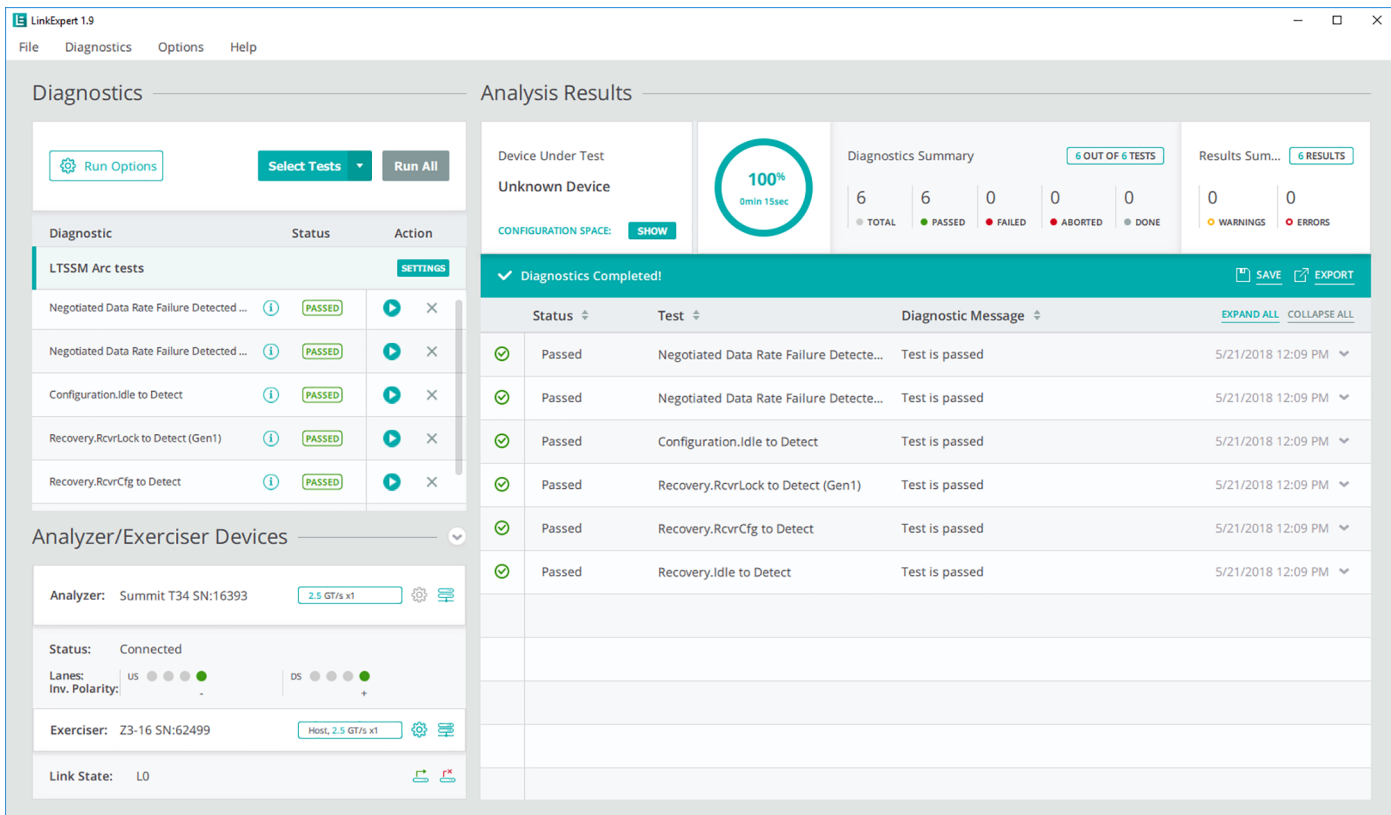 LinkExpert 1.9
File Diagnostics Options Help
Diagnostics
Run Options
Select Tests
Run All
Diagnostic Status Action
LTSSM Arc tests SETTINGS
Negotiated Data Rate Failure Detected ... PASSED
Negotiated Data Rate Failure Detected ... PASSED
Configuration.Idle to Detect PASSED
Recovery.RcvrLock to Detect (Gen1) PASSED
Recovery.RcvrCfg to Detect PASSED
Analyzer/Exerciser Devices
Analyzer: Summit T34 SN:16393 2.5 GT/s x1
Status: Connected
Lanes: US DS
Inv. Polarity: - +
Exerciser: Z3-16 SN:62499 Host, 2.5 GT/s x1
Link State: L0
Analysis Results
Device Under Test
Unknown Device
CONFIGURATION SPACE: SHOW
100%
0min 15sec
Diagnostics Summary 6 OUT OF 6 TESTS
6 6 0 0 0
TOTAL PASSED FAILED ABORTED DONE
Results Sum... 6 RESULTS
0 0
WARNINGS ERRORS
Diagnostics Completed! SAVE EXPORT
Status Test Diagnostic Message EXPAND ALL COLLAPSE ALL
Passed Negotiated Data Rate Failure Detecte... Test is passed 5/21/2018 12:09 PM
Passed Negotiated Data Rate Failure Detecte... Test is passed 5/21/2018 12:09 PM
Passed Configuration.Idle to Detect Test is passed 5/21/2018 12:09 PM
Passed Recovery.RcvrLock to Detect (Gen1) Test is passed 5/21/2018 12:09 PM
Passed Recovery.RcvrCfg to Detect Test is passed 5/21/2018 12:09 PM
Passed Recovery.Idle to Detect Test is passed 5/21/2018 12:09 PM